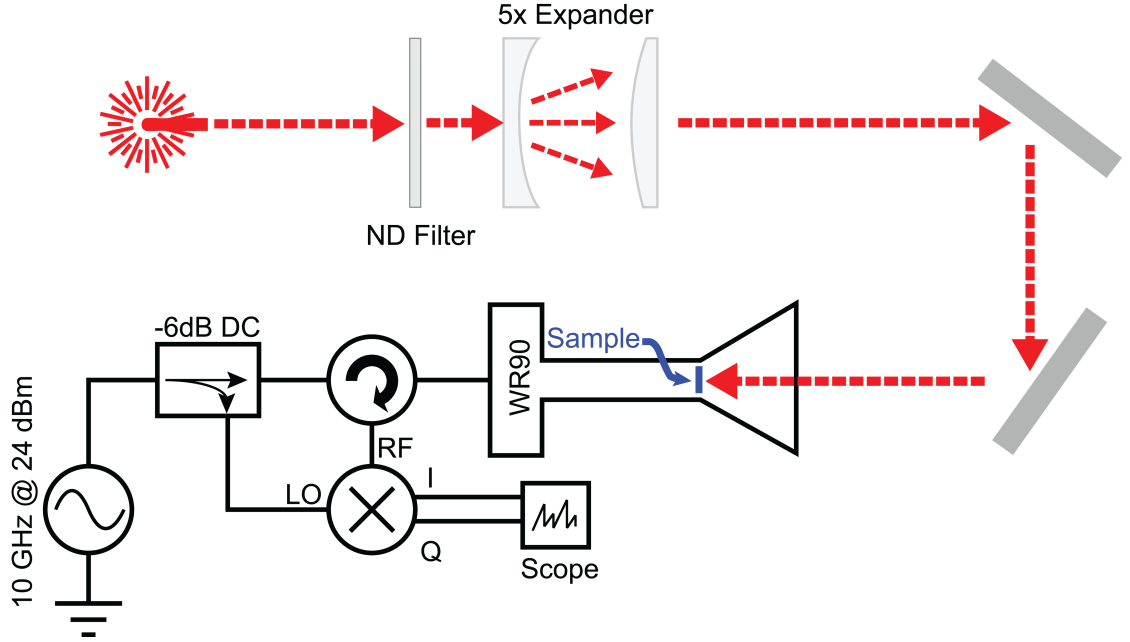 5x Expander
ND Filter
-6dB DC
10 GHz @ 24 dBm
WR90
Sample
RF
LO
I
Q
Scope